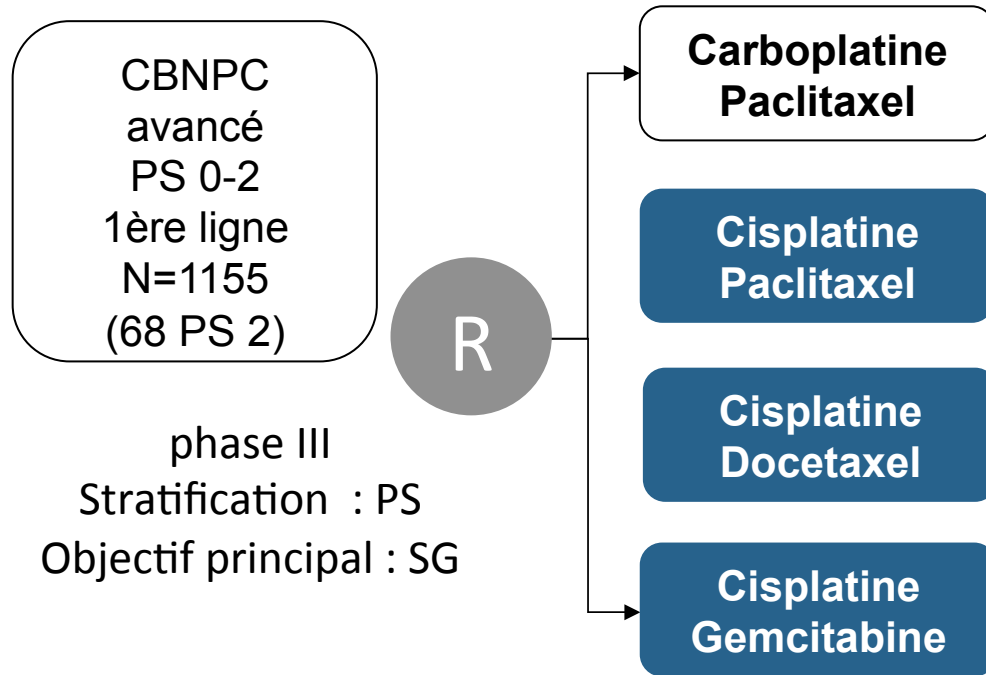 CBNPC
avancé
PS 0-2
1ère ligne
N=1155
(68 PS 2)
R
phase III
Stratification : PS
Objectif principal : SG
Carboplatine
Paclitaxel
Cisplatine
Paclitaxel
Cisplatine
Docetaxel
Cisplatine
Gemcitabine